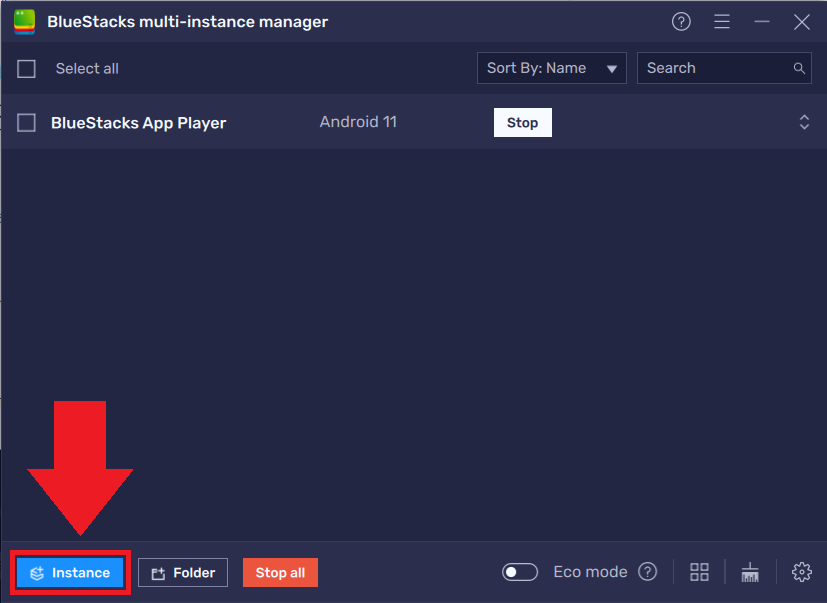 BlueStacks multi-instance manager
Select all
Sort By: Name
Search
BlueStacks App Player
Android 11
Stop
Instance
Folder
Stop all
Eco mode